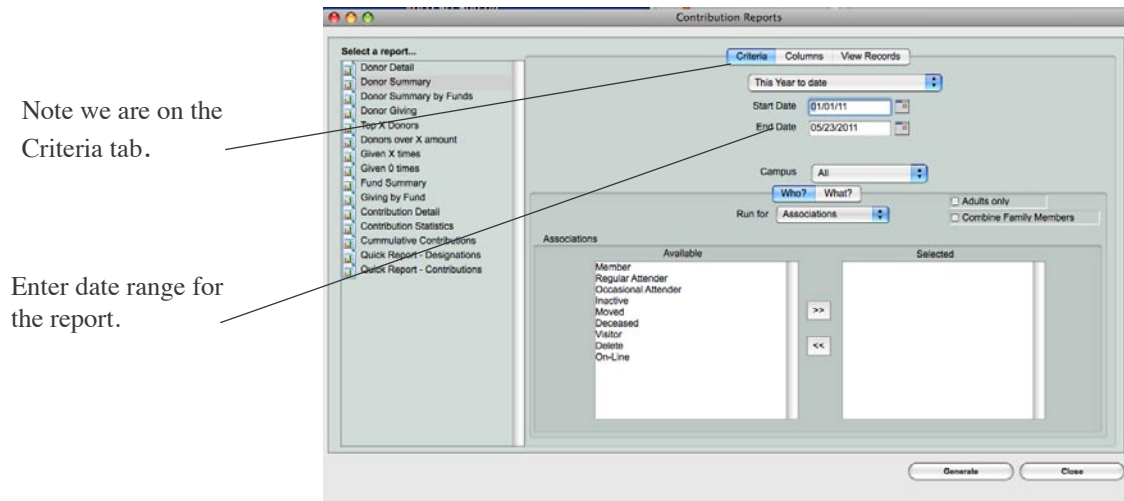 Contribution Reports
Note we are on the
Criteria tab.
Enter date range for
the report.
Select a report...
Donor Detail
Donor Summary
Donor Summary by Funds
Donor Giving
Top X Donors
Donors over X amount
Given X times
Given 0 times
Fund Summary
Giving by Fund
Contribution Detail
Contribution Statistics
Cummulative Contributions
Quick Report - Designations
Quick Report - Contributions
Criteria Columns View Records
This Year to date
Start Date 01/01/11
End Date 05/23/2011
Campus All
Who? What?
Run for Associations
Adults only
Combine Family Members
Associations
Available Selected
Member
Regular Attender
Occasional Attender
Inactive
Moved
Deceased
Visitor
Delete
On-Line
>>
<<
Generate Close